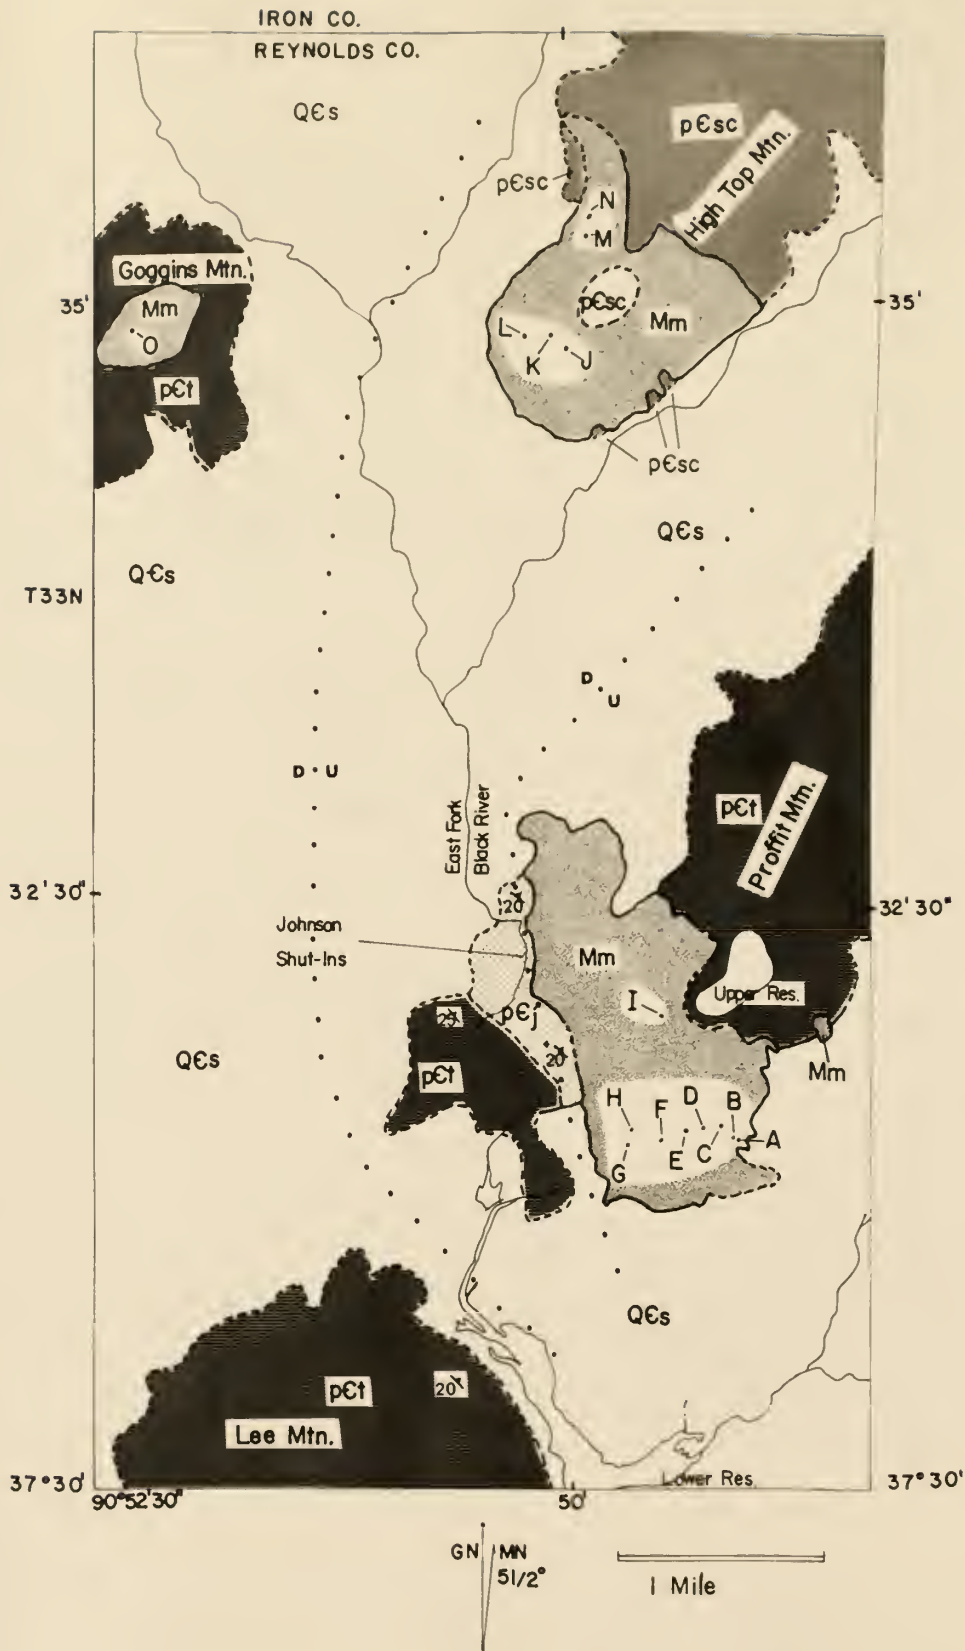 IRON CO.
REYNOLDS CO.
QЄs
pЄsc
High Top Mtn.
pЄsc
N
M
Goggins Mtn.
35'
Mm
O
pЄt
pЄsc
Mm
35'
L
K
J
pЄsc
QЄs
QЄs
T33N
D
U
D U
East Fork
Black River
pЄt
Proffit Mtn.
32'30"
20
32'30"
Johnson
Shut-Ins
Mm
I
Upper Res.
pЄj
QЄs
20
pЄt
Mm
H
F
D
B
A
G
E
C
QЄs
pЄt
20
Lee Mtn.
37°30'
Lower Res.
37°30'
90°52'30"
50'
GN MN
5 1/2°
1 Mile